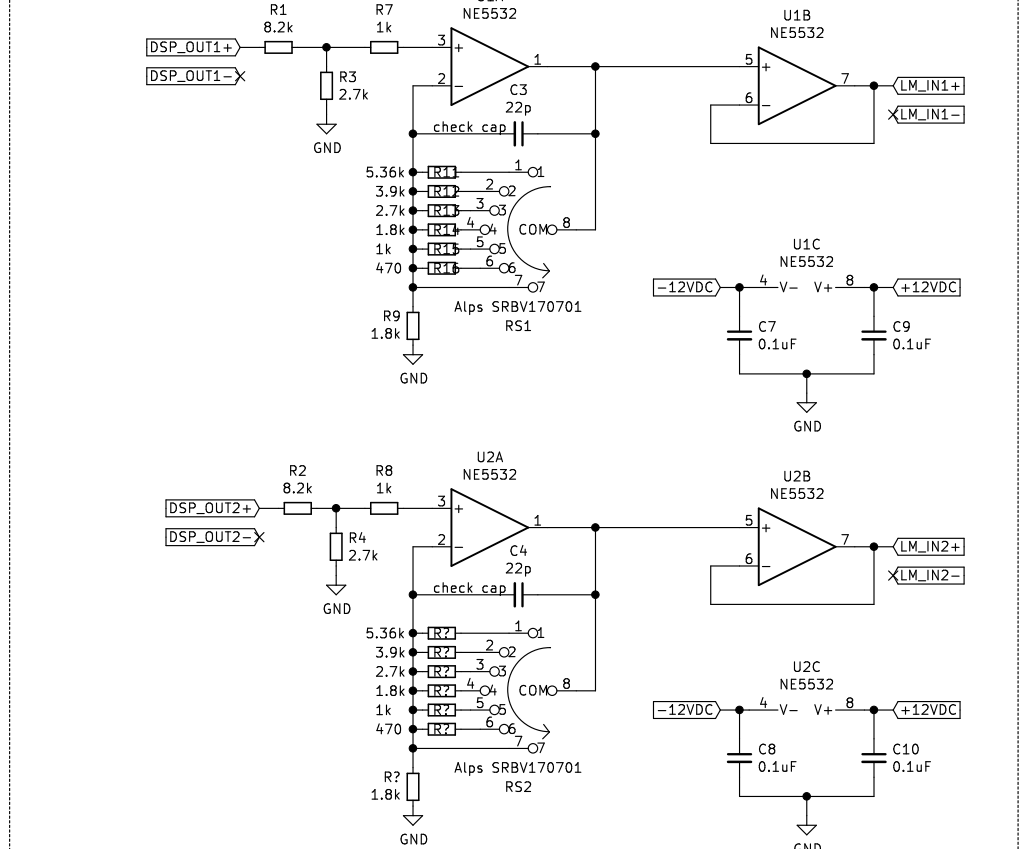 NE5532
R1
8.2k
R7
1k
DSP_OUT1+
DSP_OUT1-
R3
2.7k
GND
3
+
2
-
1
C3
22p
check cap
U1B
NE5532
5
+
6
-
7
LM_IN1+
LM_IN1-
5.36k R11 1 1
3.9k R12 2 2
2.7k R13 3 3
1.8k R14 4 4
1k R15 5 5
470 R16 6 6
7 7
COM 8
Alps SRBV170701
RS1
R9
1.8k
GND
U1C
NE5532
-12VDC 4 V- V+ 8 +12VDC
C7
0.1uF
C9
0.1uF
GND
U2A
NE5532
R2
8.2k
R8
1k
DSP_OUT2+
DSP_OUT2-
R4
2.7k
GND
3
+
2
-
1
C4
22p
check cap
U2B
NE5532
5
+
6
-
7
LM_IN2+
LM_IN2-
5.36k R? 1 1
3.9k R? 2 2
2.7k R? 3 3
1.8k R? 4 4
1k R? 5 5
470 R? 6 6
7 7
COM 8
Alps SRBV170701
RS2
R?
1.8k
GND
U2C
NE5532
-12VDC 4 V- V+ 8 +12VDC
C8
0.1uF
C10
0.1uF
GND